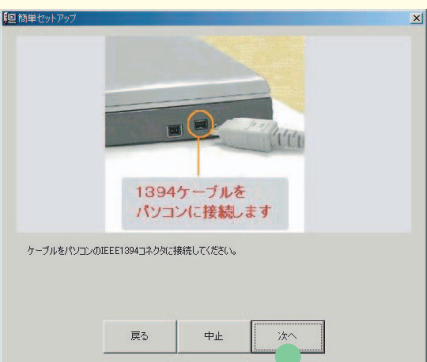 簡単セットアップ
1394ケーブルを
パソコンに接続します
ケーブルをパソコンのIEEE1394コネクタに接続してください。
戻る
中止
次へ